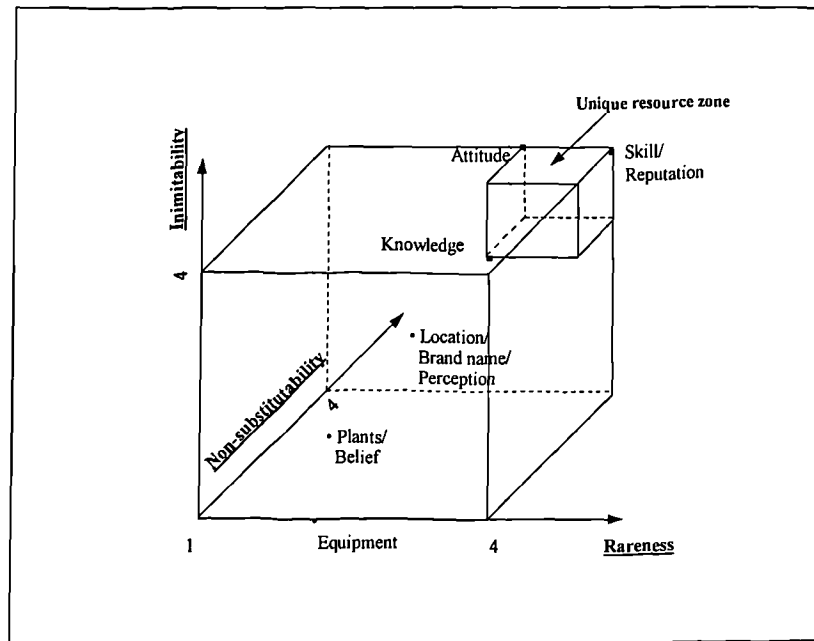 Unique resource zone
Attitude
Skill/
Reputation
Inimitability
Knowledge
4
Location/
Brand name/
Perception
Non-substitutability
4
Plants/
Belief
1
Equipment
4
Rareness